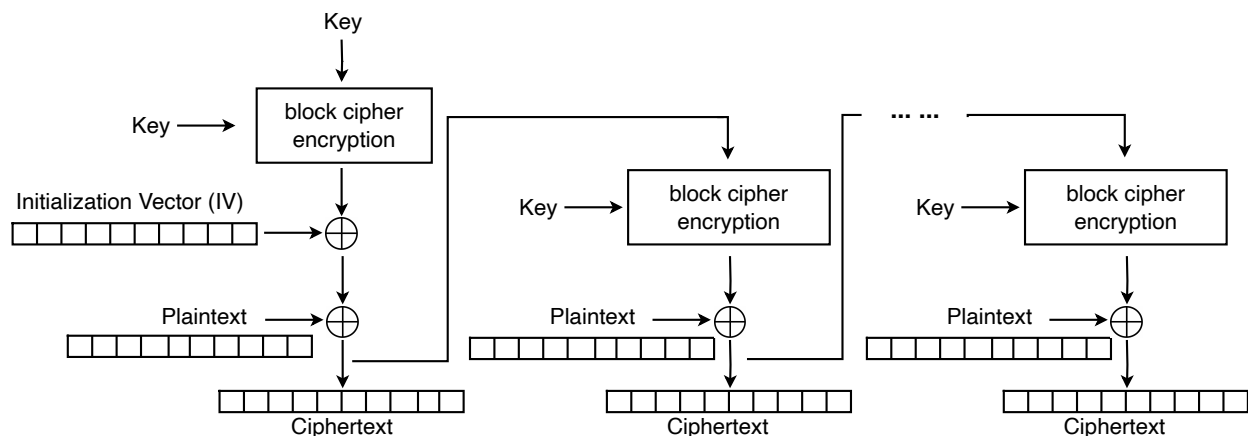 Key
Key
block cipher
encryption
... ...
Initialization Vector (IV)
Key
block cipher
encryption
Key
block cipher
encryption
Plaintext
Plaintext
Plaintext
Ciphertext
Ciphertext
Ciphertext